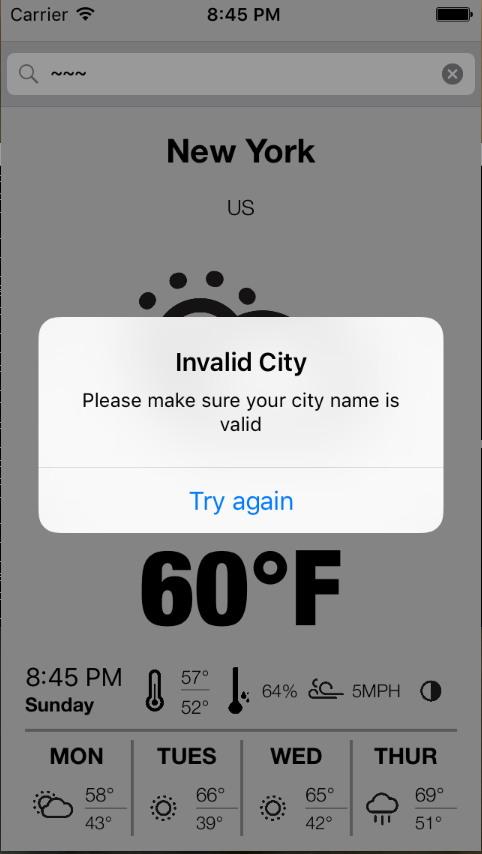 Carrier 8:45 PM
~~~
New York
US
Invalid City
Please make sure your city name is
valid
Try again
60°F
8:45 PM
Sunday
57°
52°
64%
5MPH
MON TUES WED THUR
58° 66° 65° 69°
43° 39° 42° 51°